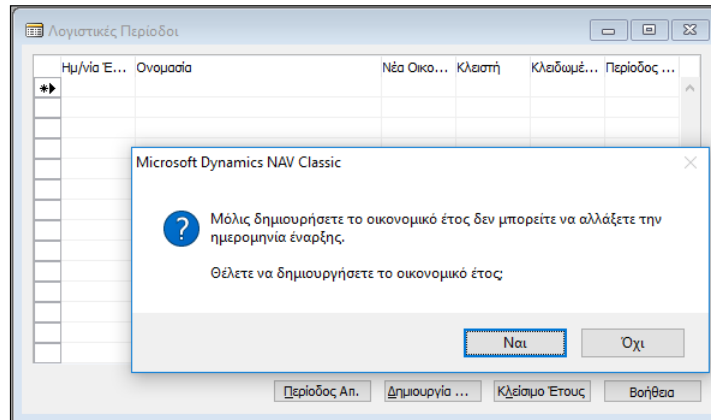 Λογιστικές Περίοδοι
Ημ/νία Έ... Ονομασία Νέα Οικο... Κλειστή Κλειδωμέ... Περίοδος ...
Microsoft Dynamics NAV Classic
Μόλις δημιουρήσετε το οικονομικό έτος δεν μπορείτε να αλλάξετε την
ημερομηνία έναρξης.
Θέλετε να δημιουργήσετε το οικονομικό έτος;
Ναι Όχι
Περίοδος Απ. Δημιουργία ... Κλείσιμο Έτους Βοήθεια